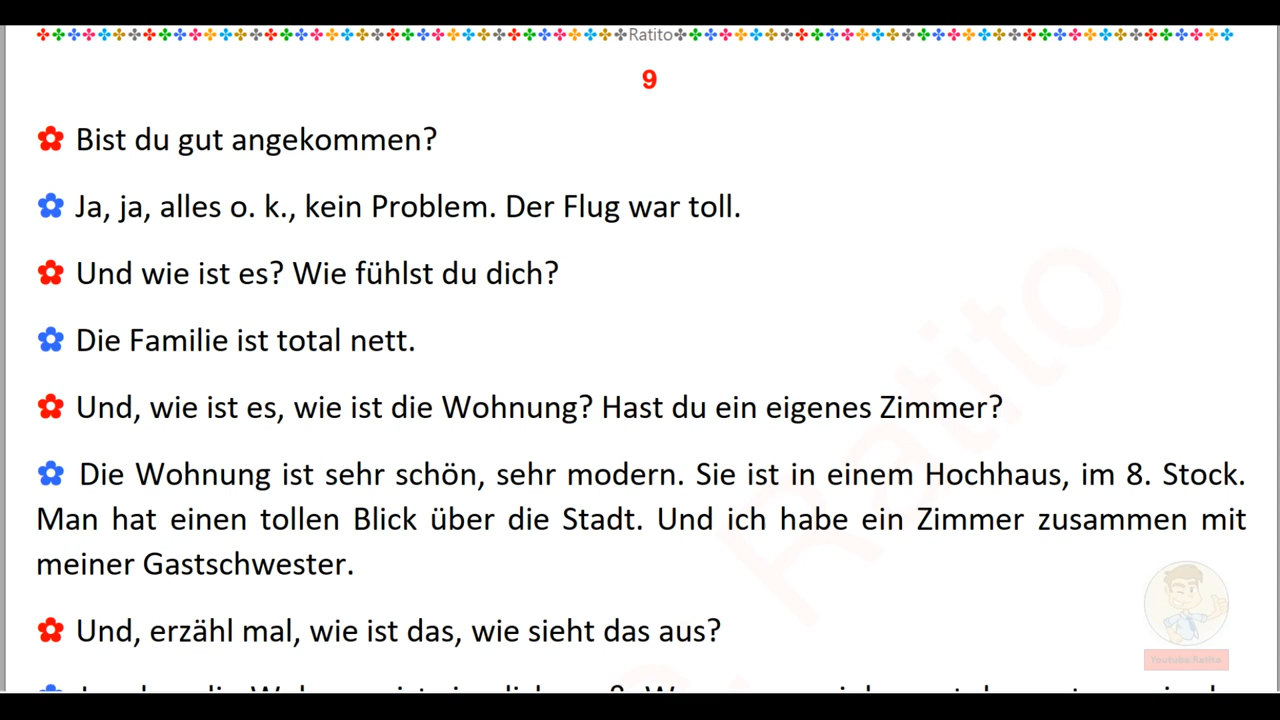 Ratito
9
Bist du gut angekommen?
Ja, ja, alles o. k., kein Problem. Der Flug war toll.
Und wie ist es? Wie fühlst du dich?
Die Familie ist total nett.
Und, wie ist es, wie ist die Wohnung? Hast du ein eigenes Zimmer?
Die Wohnung ist sehr schön, sehr modern. Sie ist in einem Hochhaus, im 8. Stock.
Man hat einen tollen Blick über die Stadt. Und ich habe ein Zimmer zusammen mit
meiner Gastschwester.
Und, erzähl mal, wie ist das, wie sieht das aus?
Ratito
Youtube:Ratito